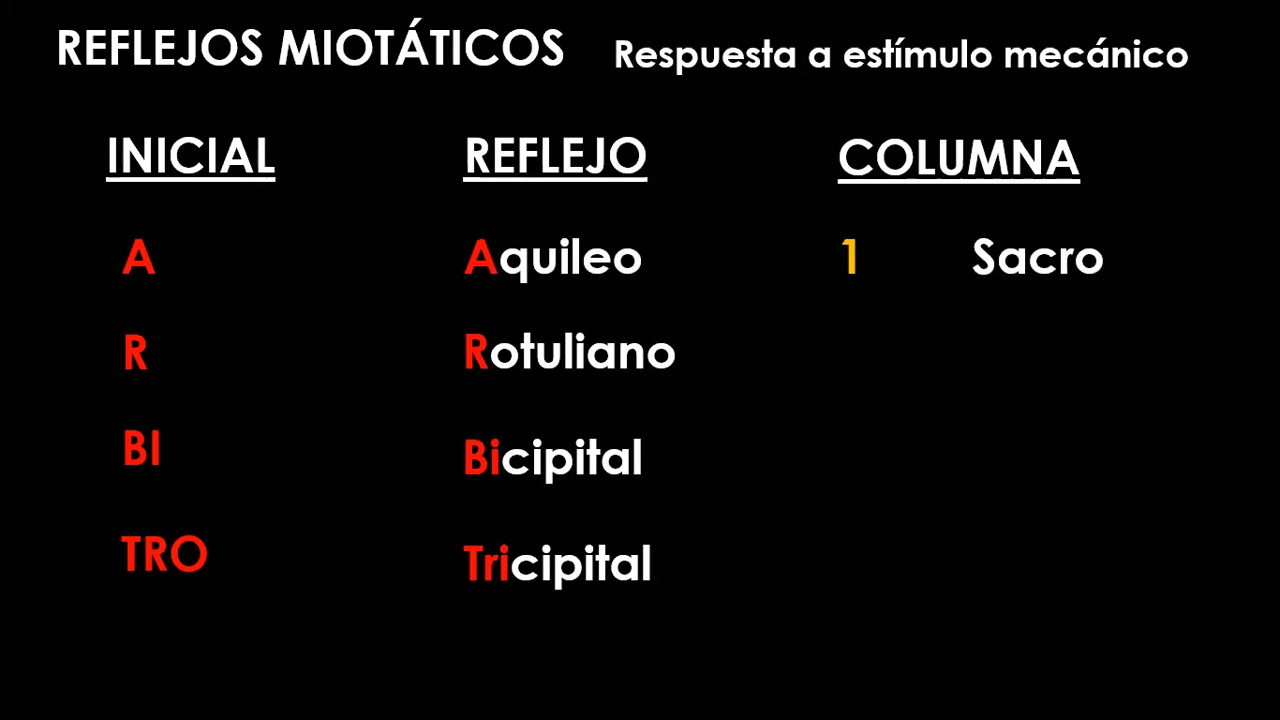 REFLEJOS MIOTÁTICOS Respuesta a estímulo mecánico
INICIAL REFLEJO COLUMNA
A Aquileo 1 Sacro
R Rotuliano
BI Bicipital
TRO Tricipital